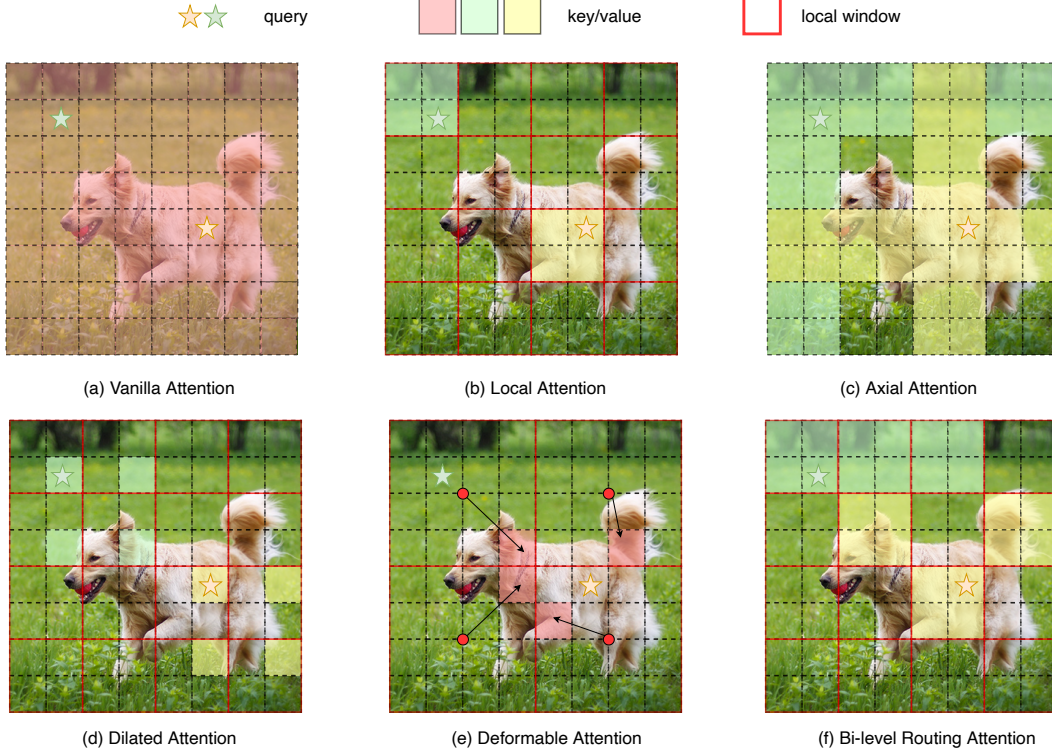 query
key/value
local window
(a) Vanilla Attention
(b) Local Attention
(c) Axial Attention
(d) Dilated Attention
(e) Deformable Attention
(f) Bi-level Routing Attention